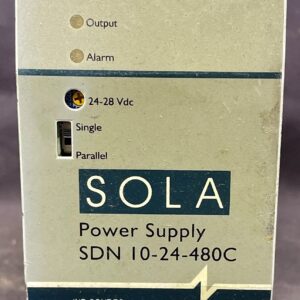 Output
Alarm
24-28 Vdc
Single
Parallel
SOLA
Power Supply
SDN 10-24-480C